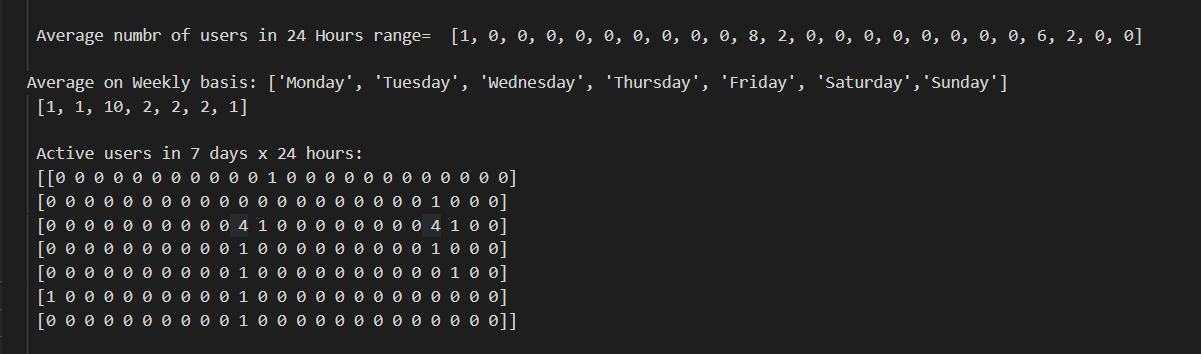 Average numbr of users in 24 Hours range=  [1, 0, 0, 0, 0, 0, 0, 0, 0, 0, 8, 2, 0, 0, 0, 0, 0, 0, 0, 0, 6, 2, 0, 0]
Average on Weekly basis: ['Monday', 'Tuesday', 'Wednesday', 'Thursday', 'Friday', 'Saturday','Sunday']
[1, 1, 10, 2, 2, 2, 1]
Active users in 7 days x 24 hours:
[[0 0 0 0 0 0 0 0 0 0 0 1 0 0 0 0 0 0 0 0 0 0 0 0]
[0 0 0 0 0 0 0 0 0 0 0 0 0 0 0 0 0 0 0 0 1 0 0 0]
[0 0 0 0 0 0 0 0 0 0 4 1 0 0 0 0 0 0 0 0 4 1 0 0]
[0 0 0 0 0 0 0 0 0 0 1 0 0 0 0 0 0 0 0 0 1 0 0 0]
[0 0 0 0 0 0 0 0 0 0 1 0 0 0 0 0 0 0 0 0 0 1 0 0]
[1 0 0 0 0 0 0 0 0 0 1 0 0 0 0 0 0 0 0 0 0 0 0 0]
[0 0 0 0 0 0 0 0 0 0 1 0 0 0 0 0 0 0 0 0 0 0 0 0]]